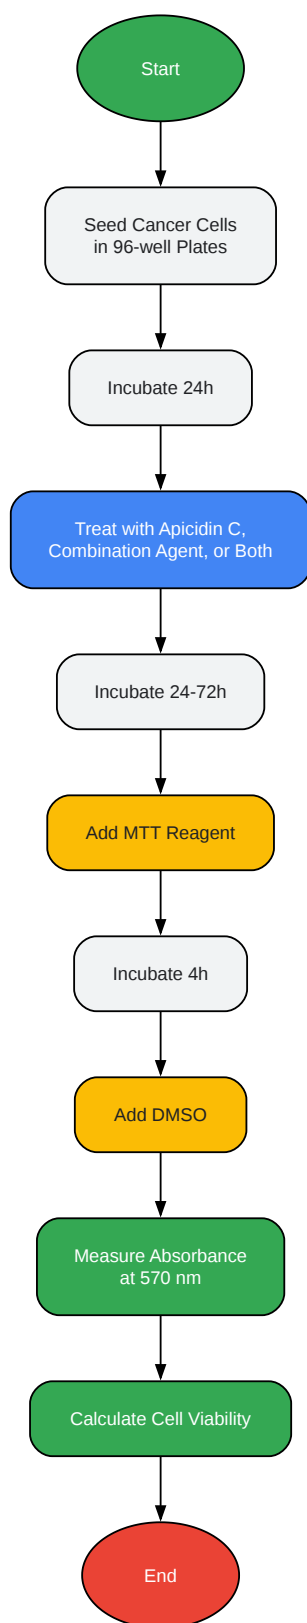 Start
Seed Cancer Cells
in 96-well Plates
Incubate 24h
Treat with Apicidin C,
Combination Agent, or Both
Incubate 24-72h
Add MTT Reagent
Incubate 4h
Add DMSO
Measure Absorbance
at 570 nm
Calculate Cell Viability
End